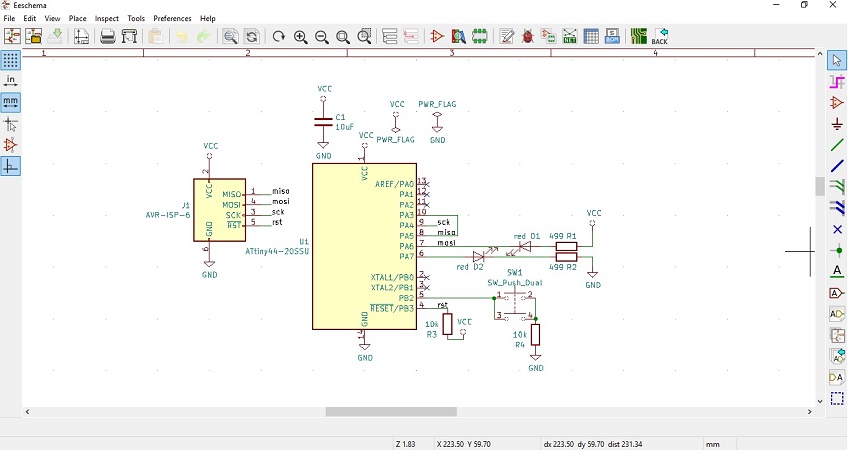 Eeschema
File Edit View Place Inspect Tools Preferences Help
BACK
1 2 3 4
in
mm
VCC
C1
10uF
GND
VCC
PWR_FLAG
PWR_FLAG
GND
VCC
J1
AVR-ISP-6
VCC
2
MISO 1 miso
MOSI 4 mosi
SCK 3 sck
RST 5 rst
GND
6
GND
VCC
1
VCC
U1
ATtiny44-20SSU
AREF/PA0 13
PA1 12
PA2 11
PA3 10
PA4 9 sck
PA5 8 miso
PA6 7 mosi
PA7 6
XTAL1/PB0 2
XTAL2/PB1 3
PB2 5
RESET/PB3 4 rst
GND
14
GND
red D1
499 R1
VCC
red D2
499 R2
GND
SW1
SW_Push_Dual
1 2
3 4
10k
R3
VCC
10k
R4
GND
Z 1.83 X 223.50 Y 59.70 dx 223.50 dy 59.70 dist 231.34 mm